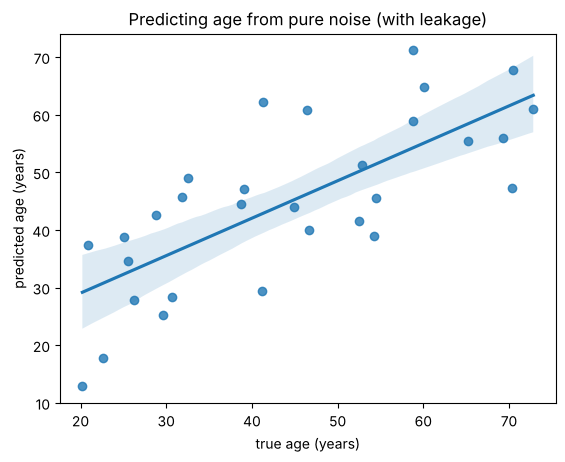 Predicting age from pure noise (with leakage)
70
60
50
40
30
20
10
predicted age (years)
20 30 40 50 60 70
true age (years)